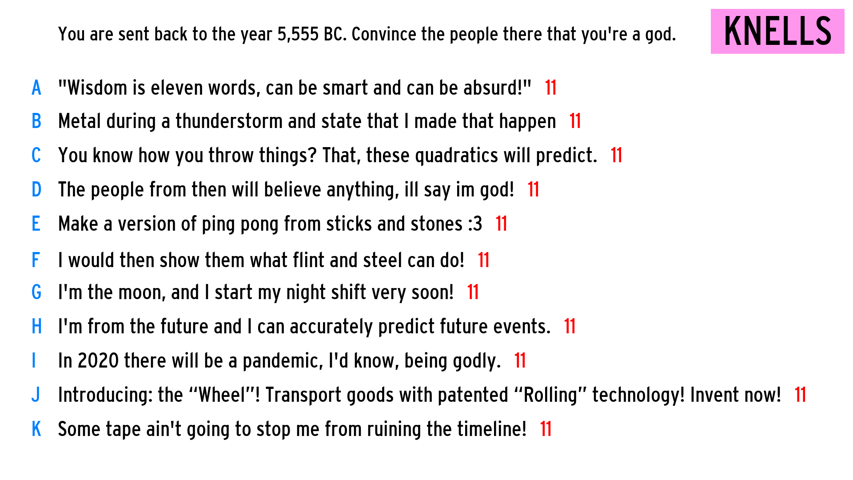 You are sent back to the year 5,555 BC. Convince the people there that you're a god.
KNELLS
A "Wisdom is eleven words, can be smart and can be absurd!" 11
B Metal during a thunderstorm and state that I made that happen 11
C You know how you throw things? That, these quadratics will predict. 11
D The people from then will believe anything, ill say im god! 11
E Make a version of ping pong from sticks and stones :3 11
F I would then show them what flint and steel can do! 11
G I'm the moon, and I start my night shift very soon! 11
H I'm from the future and I can accurately predict future events. 11
I In 2020 there will be a pandemic, I'd know, being godly. 11
J Introducing: the “Wheel”! Transport goods with patented “Rolling” technology! Invent now! 11
K Some tape ain't going to stop me from ruining the timeline! 11